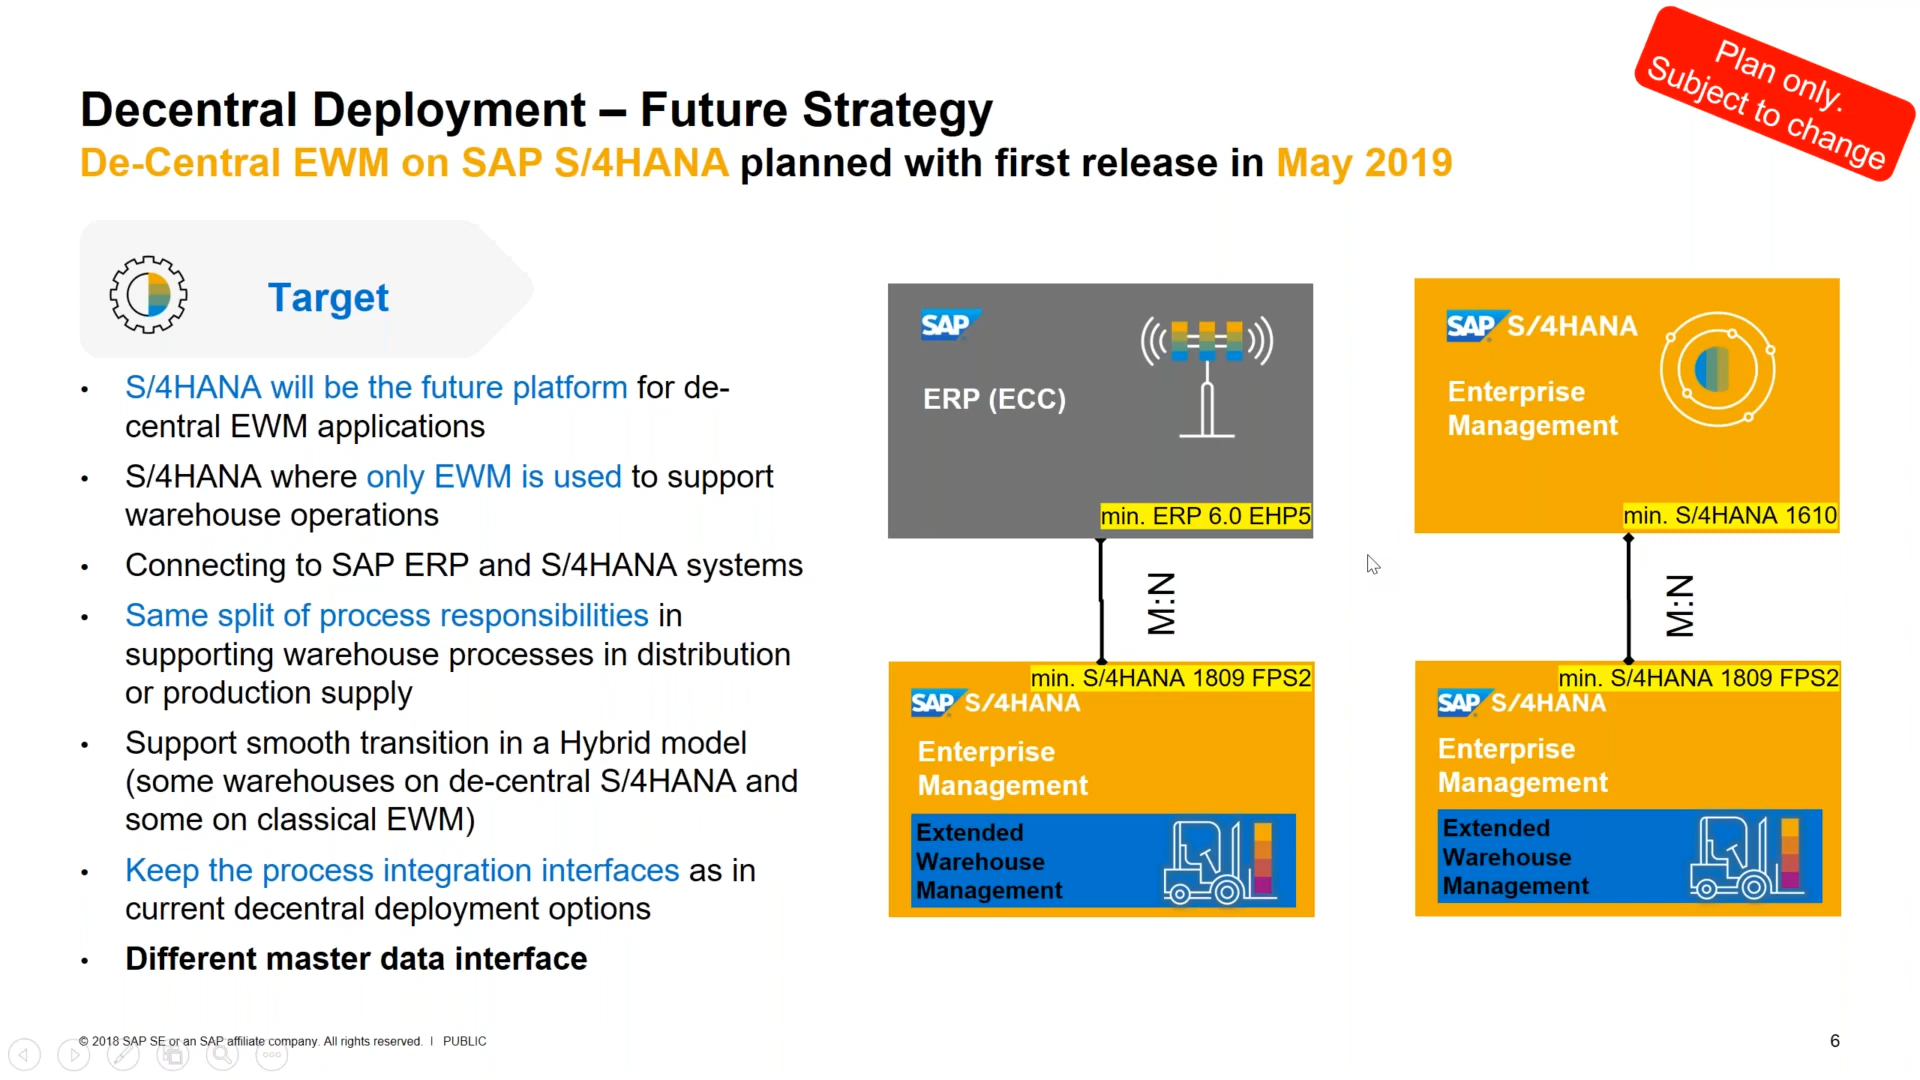 Plan only.
Subject to change
Decentral Deployment – Future Strategy
De-Central EWM on SAP S/4HANA planned with first release in May 2019
Target
• S/4HANA will be the future platform for de-
central EWM applications
• S/4HANA where only EWM is used to support
warehouse operations
• Connecting to SAP ERP and S/4HANA systems
• Same split of process responsibilities in
supporting warehouse processes in distribution
or production supply
• Support smooth transition in a Hybrid model
(some warehouses on de-central S/4HANA and
some on classical EWM)
• Keep the process integration interfaces as in
current decentral deployment options
• Different master data interface
SAP
ERP (ECC)
min. ERP 6.0 EHP5
M:N
min. S/4HANA 1809 FPS2
SAP S/4HANA
Enterprise
Management
Extended
Warehouse
Management
SAP S/4HANA
Enterprise
Management
min. S/4HANA 1610
M:N
min. S/4HANA 1809 FPS2
SAP S/4HANA
Enterprise
Management
Extended
Warehouse
Management
© 2018 SAP SE or an SAP affiliate company. All rights reserved. I PUBLIC
6